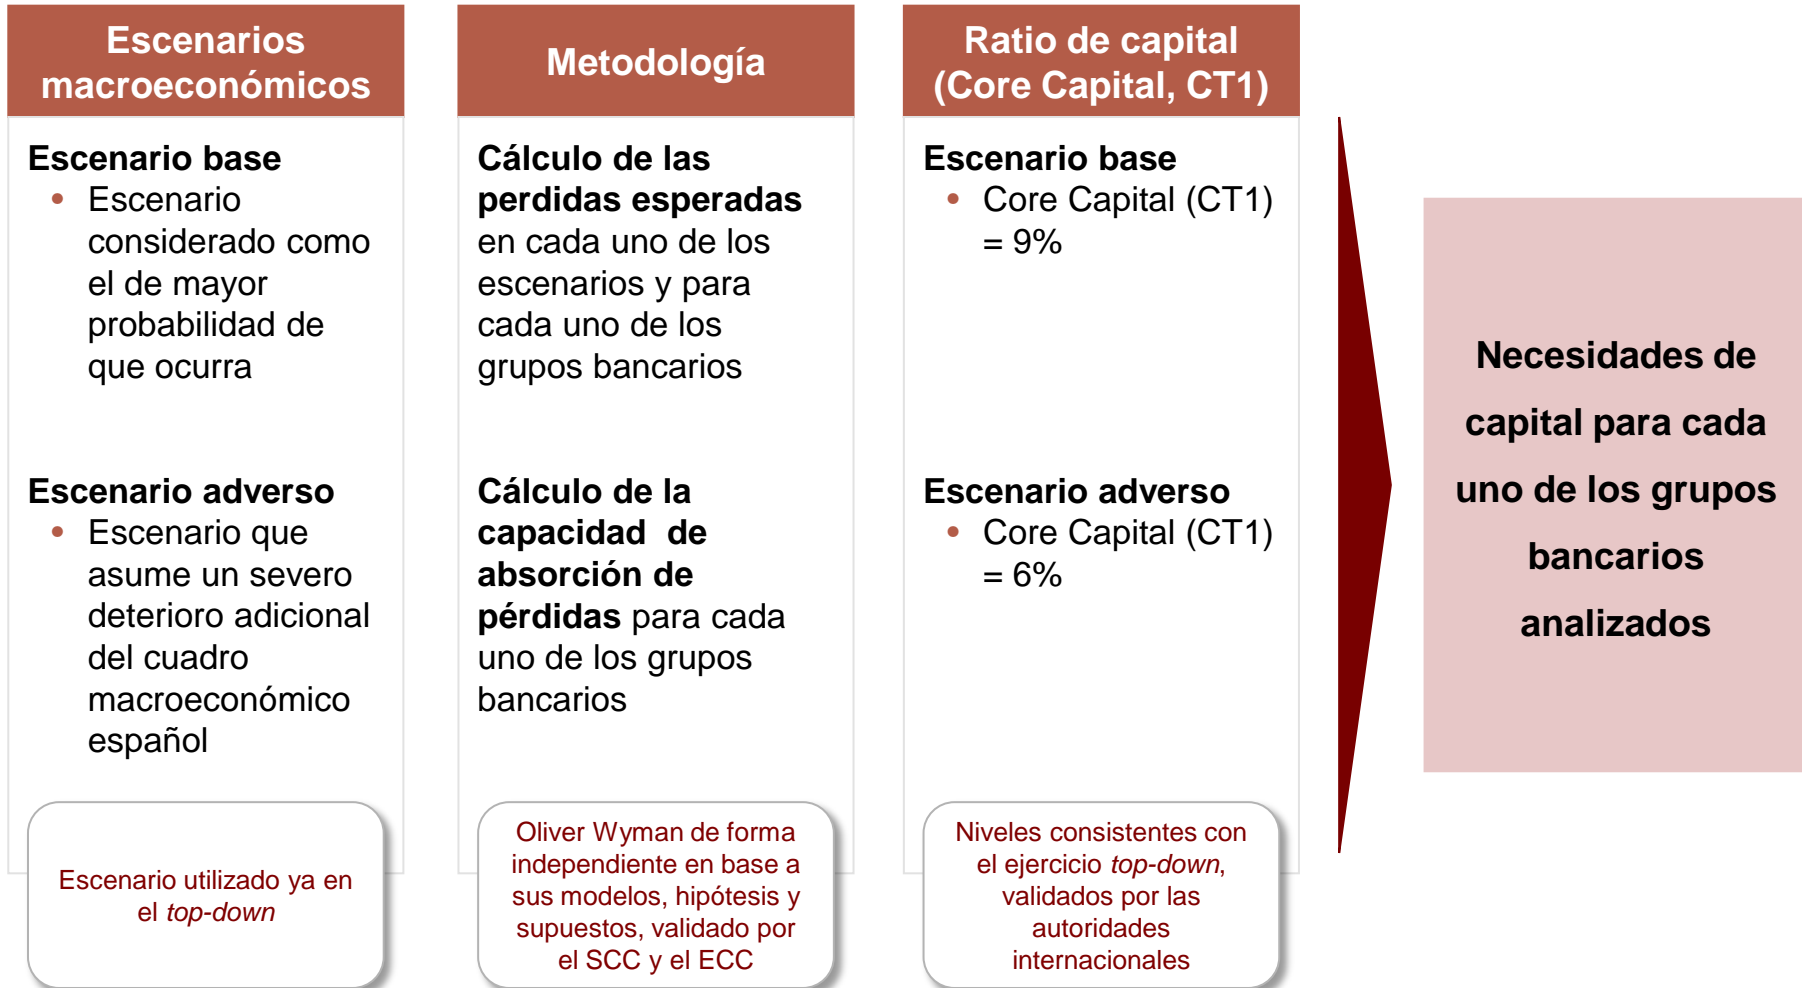 Escenarios
macroeconómicos
Escenario base
• Escenario
considerado como
el de mayor
probabilidad de
que ocurra
Escenario adverso
• Escenario que
asume un severo
deterioro adicional
del cuadro
macroeconómico
español
Escenario utilizado ya en
el top-down
Metodología
Cálculo de las
perdidas esperadas
en cada uno de los
escenarios y para
cada uno de los
grupos bancarios
Cálculo de la
capacidad  de
absorción de
pérdidas para cada
uno de los grupos
bancarios
Oliver Wyman de forma
independiente en base a
sus modelos, hipótesis y
supuestos, validado por
el SCC y el ECC
Ratio de capital
(Core Capital, CT1)
Escenario base
• Core Capital (CT1)
= 9%
Escenario adverso
• Core Capital (CT1)
= 6%
Niveles consistentes con
el ejercicio top-down,
validados por las
autoridades
internacionales
Necesidades de
capital para cada
uno de los grupos
bancarios
analizados